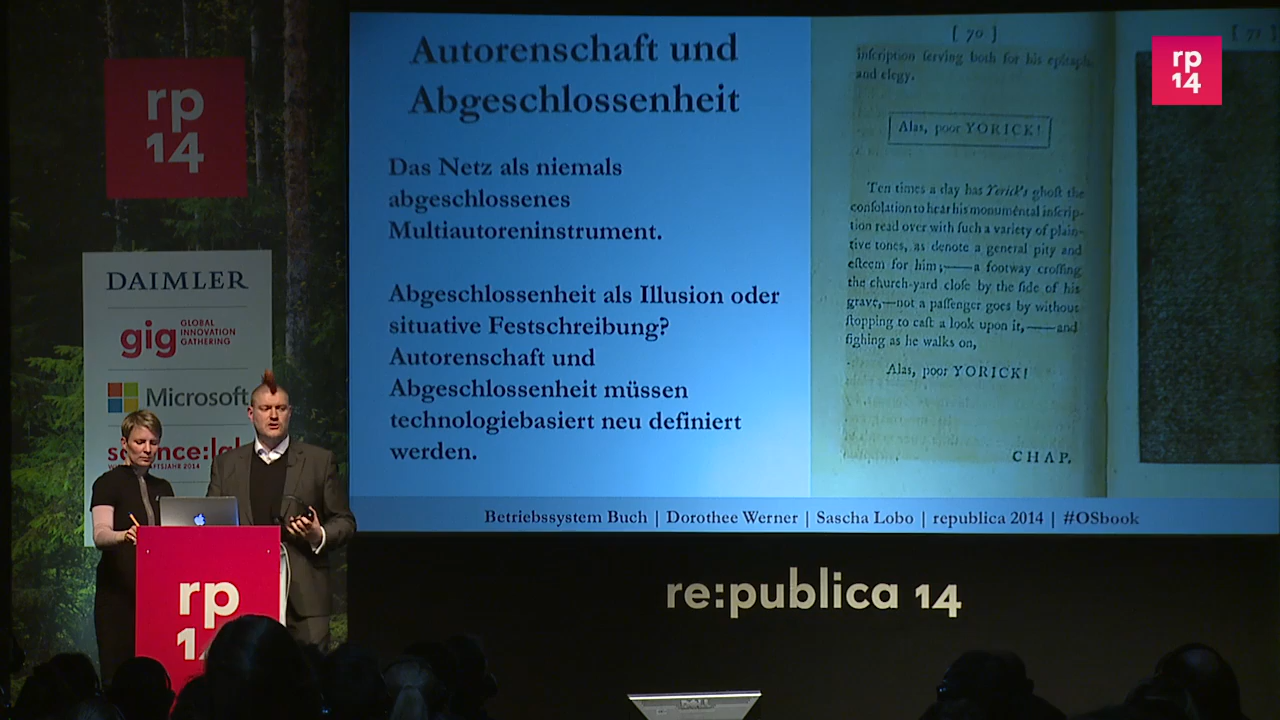 rp
14
DAIMLER
gig GLOBAL
INNOVATION
GATHERING
Microsoft
rp
14
Autorenschaft und
Abgeschlossenheit
Das Netz als niemals
abgeschlossenes
Multiautoreninstrument.
Abgeschlossenheit als Illusion oder
situative Festschreibung?
Autorenschaft und
Abgeschlossenheit müssen
technologiebasiert neu definiert
werden.
[ 70 ]
inſcription ſerving both for his epitaph
and elegy.
Alas, poor YORICK!
Ten times a day has Yorick's ghoſt the
conſolation to hear his monumental inſcrip-
tion read over with ſuch a variety of plain-
tive tones, as denote a general pity and
eſteem for him;——a footway croſſing
the church-yard cloſe by the ſide of his
grave,—not a paſſenger goes by without
ſtopping to caſt a look upon it,——and
ſighing as he walks on,
Alas, poor YORICK!
CHAP.
[ 71
rp
14
Betriebssystem Buch | Dorothee Werner | Sascha Lobo | republica 2014 | #OSbook
re:publica 14
DELL